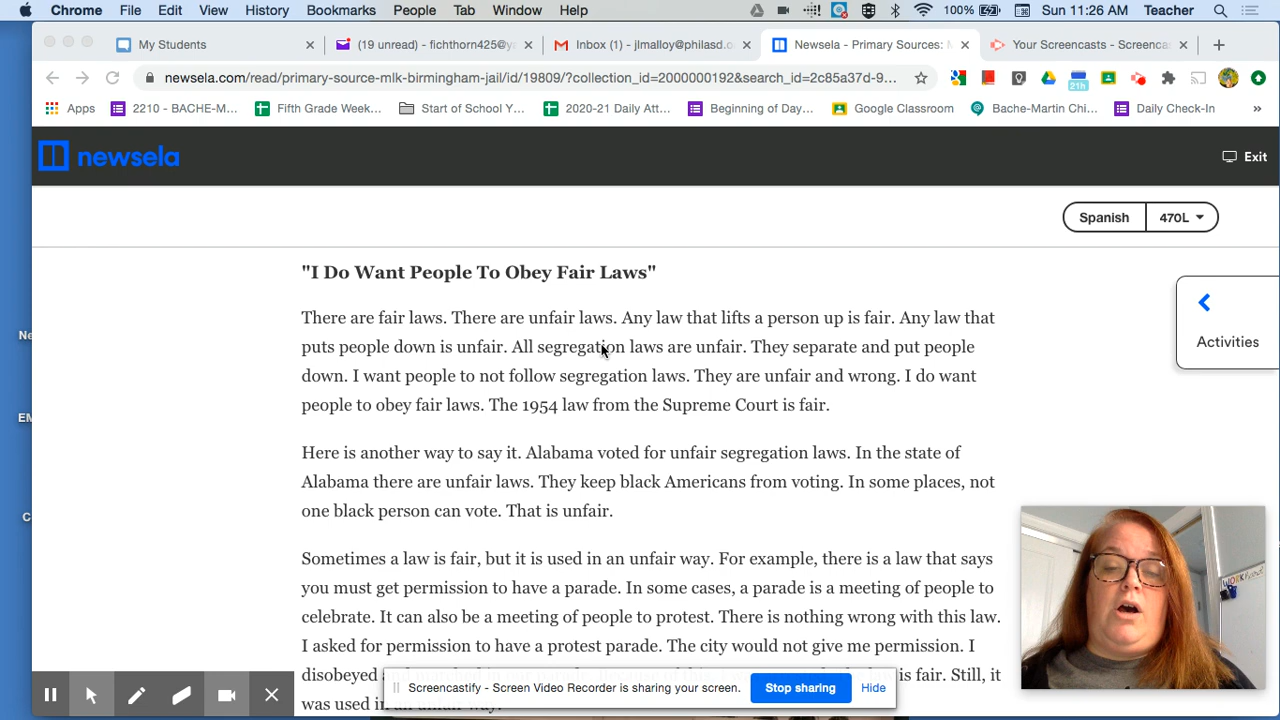 Chrome File Edit View History Bookmarks People Tab Window Help 100% Sun 11:26 AM Teacher
My Students (19 unread) - fichthorn425@y Inbox (1) - jlmalloy@philasd.o Newsela - Primary Sources: M Your Screencasts - Screenca
newsela.com/read/primary-source-mlk-birmingham-jail/id/19809/?collection_id=2000000192&search_id=2c85a37d-9... 21h
Apps 2210 - BACHE-M... Fifth Grade Week... Start of School Y... 2020-21 Daily Att... Beginning of Day... Google Classroom Bache-Martin Chi... Daily Check-In »
newsela Exit
Spanish 470L
"I Do Want People To Obey Fair Laws"
There are fair laws. There are unfair laws. Any law that lifts a person up is fair. Any law that
puts people down is unfair. All segregation laws are unfair. They separate and put people
down. I want people to not follow segregation laws. They are unfair and wrong. I do want
people to obey fair laws. The 1954 law from the Supreme Court is fair.
Activities
Here is another way to say it. Alabama voted for unfair segregation laws. In the state of
Alabama there are unfair laws. They keep black Americans from voting. In some places, not
one black person can vote. That is unfair.
Sometimes a law is fair, but it is used in an unfair way. For example, there is a law that says
you must get permission to have a parade. In some cases, a parade is a meeting of people to
celebrate. It can also be a meeting of people to protest. There is nothing wrong with this law.
I asked for permission to have a protest parade. The city would not give me permission. I
disobeyed is fair. Still, it
was used in
Screencastify - Screen Video Recorder is sharing your screen. Stop sharing Hide